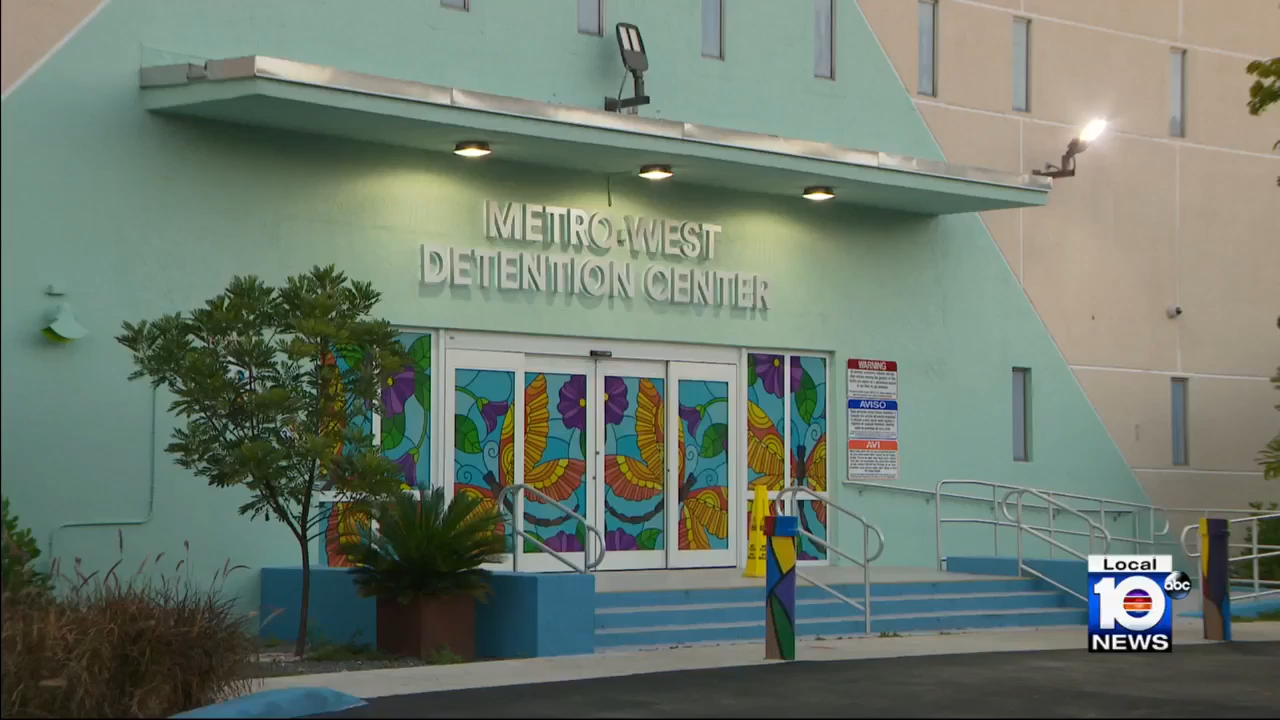 METRO-WEST
DETENTION CENTER
WARNING
AVISO
AVI
Local
10 abc
NEWS